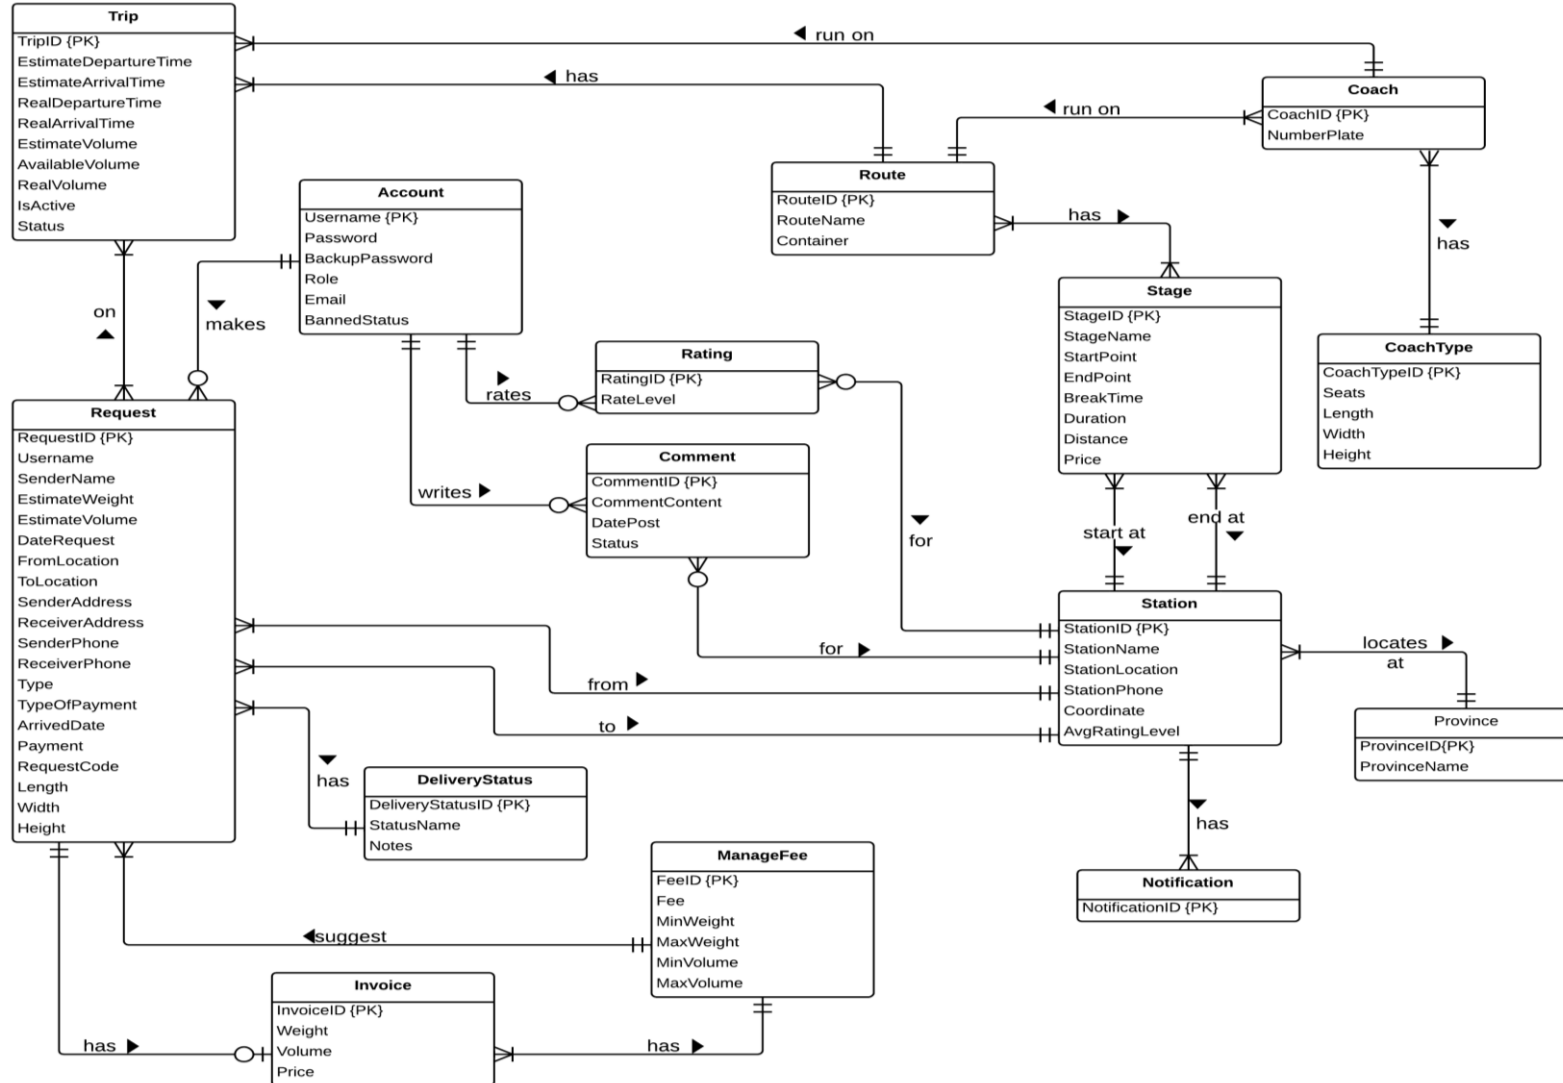 Trip
TripID {PK}
EstimateDepartureTime
EstimateArrivalTime
RealDepartureTime
RealArrivalTime
EstimateVolume
AvailableVolume
RealVolume
IsActive
Status
run on
has
run on
Coach
CoachID {PK}
NumberPlate
Route
RouteID {PK}
RouteName
Container
has
has
Account
Username {PK}
Password
BackupPassword
Role
Email
BannedStatus
on
makes
Stage
StageID {PK}
StageName
StartPoint
EndPoint
BreakTime
Duration
Distance
Price
CoachType
CoachTypeID {PK}
Seats
Length
Width
Height
Rating
RatingID {PK}
RateLevel
rates
Comment
CommentID {PK}
CommentContent
DatePost
Status
writes
for
start at
end at
Request
RequestID {PK}
Username
SenderName
EstimateWeight
EstimateVolume
DateRequest
FromLocation
ToLocation
SenderAddress
ReceiverAddress
SenderPhone
ReceiverPhone
Type
TypeOfPayment
ArrivedDate
Payment
RequestCode
Length
Width
Height
Station
StationID {PK}
StationName
StationLocation
StationPhone
Coordinate
AvgRatingLevel
for
from
to
locates
at
Province
ProvinceID{PK}
ProvinceName
has
DeliveryStatus
DeliveryStatusID {PK}
StatusName
Notes
has
Notification
NotificationID {PK}
ManageFee
FeeID {PK}
Fee
MinWeight
MaxWeight
MinVolume
MaxVolume
suggest
Invoice
InvoiceID {PK}
Weight
Volume
Price
has
has